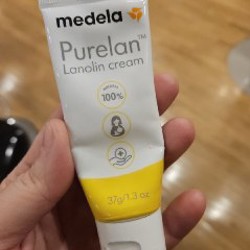 medela
Purelan™
Lanolin cream
100%
37g/1.3 oz